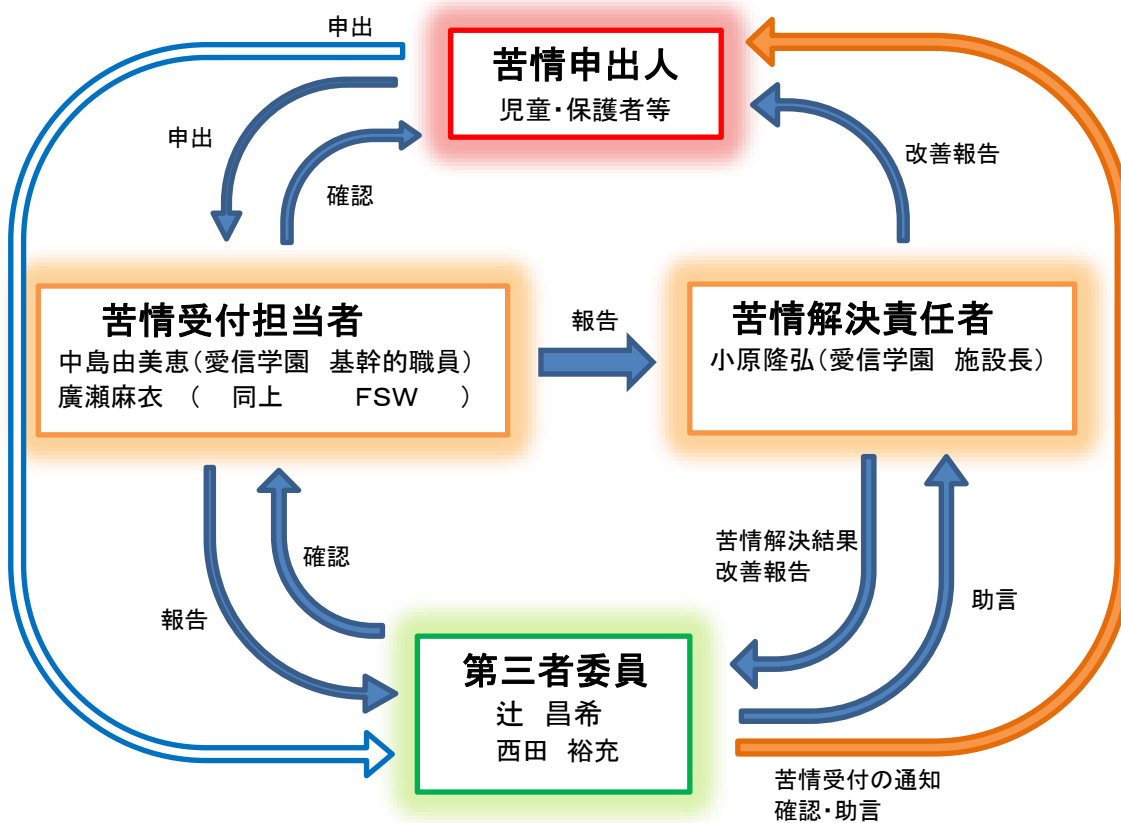 申出
苦情申出人
児童・保護者等
申出
確認
改善報告
苦情受付担当者
中島由美恵(愛信学園　基幹的職員)
廣瀬麻衣　(　同上　　FSW　)
報告
苦情解決責任者
小原隆弘(愛信学園　施設長)
確認
報告
苦情解決結果
改善報告
助言
第三者委員
辻　昌希
西田　裕充
苦情受付の通知
確認・助言